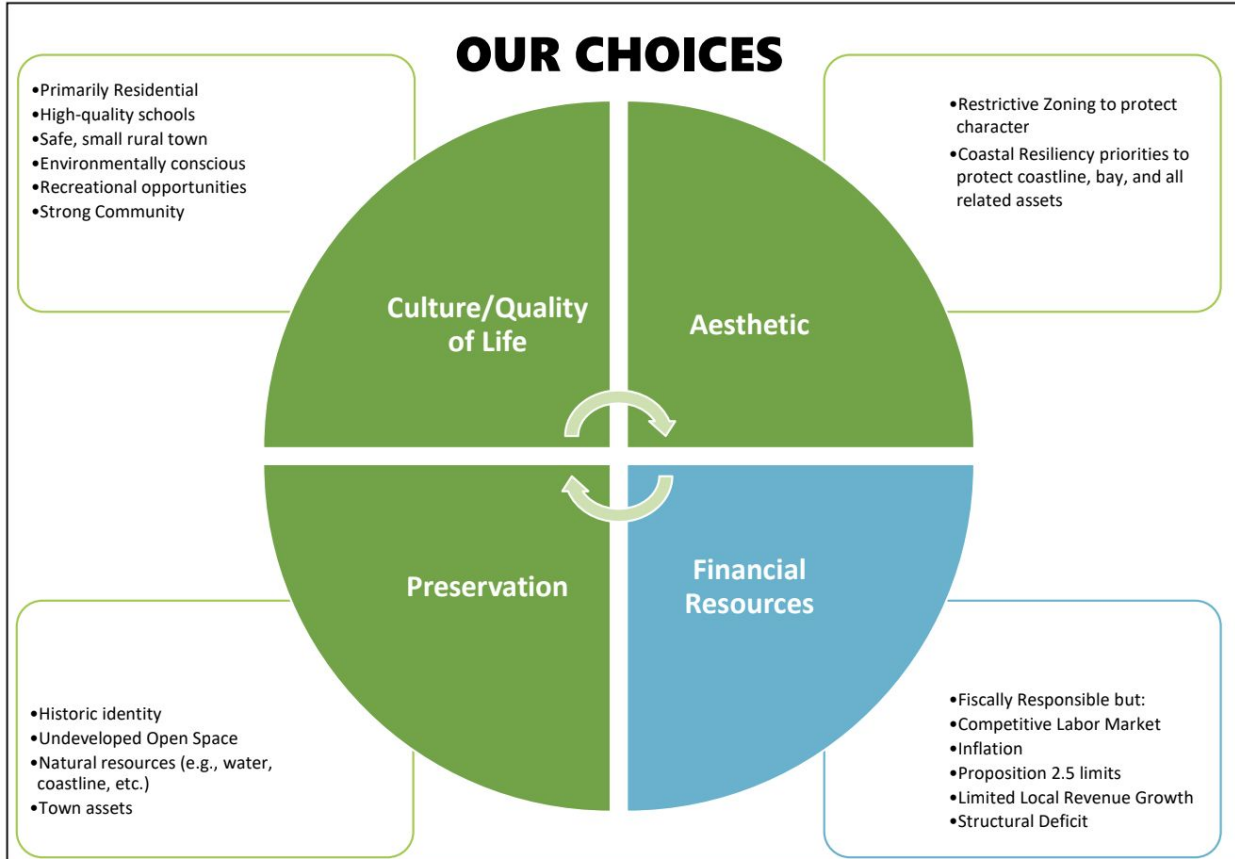 OUR CHOICES
•Primarily Residential
•High-quality schools
•Safe, small rural town
•Environmentally conscious
•Recreational opportunities
•Strong Community
•Restrictive Zoning to protect
character
•Coastal Resiliency priorities to
protect coastline, bay, and all
related assets
Culture/Quality
of Life
Aesthetic
Preservation
Financial
Resources
•Historic identity
•Undeveloped Open Space
•Natural resources (e.g., water,
coastline, etc.)
•Town assets
•Fiscally Responsible but:
•Competitive Labor Market
•Inflation
•Proposition 2.5 limits
•Limited Local Revenue Growth
•Structural Deficit